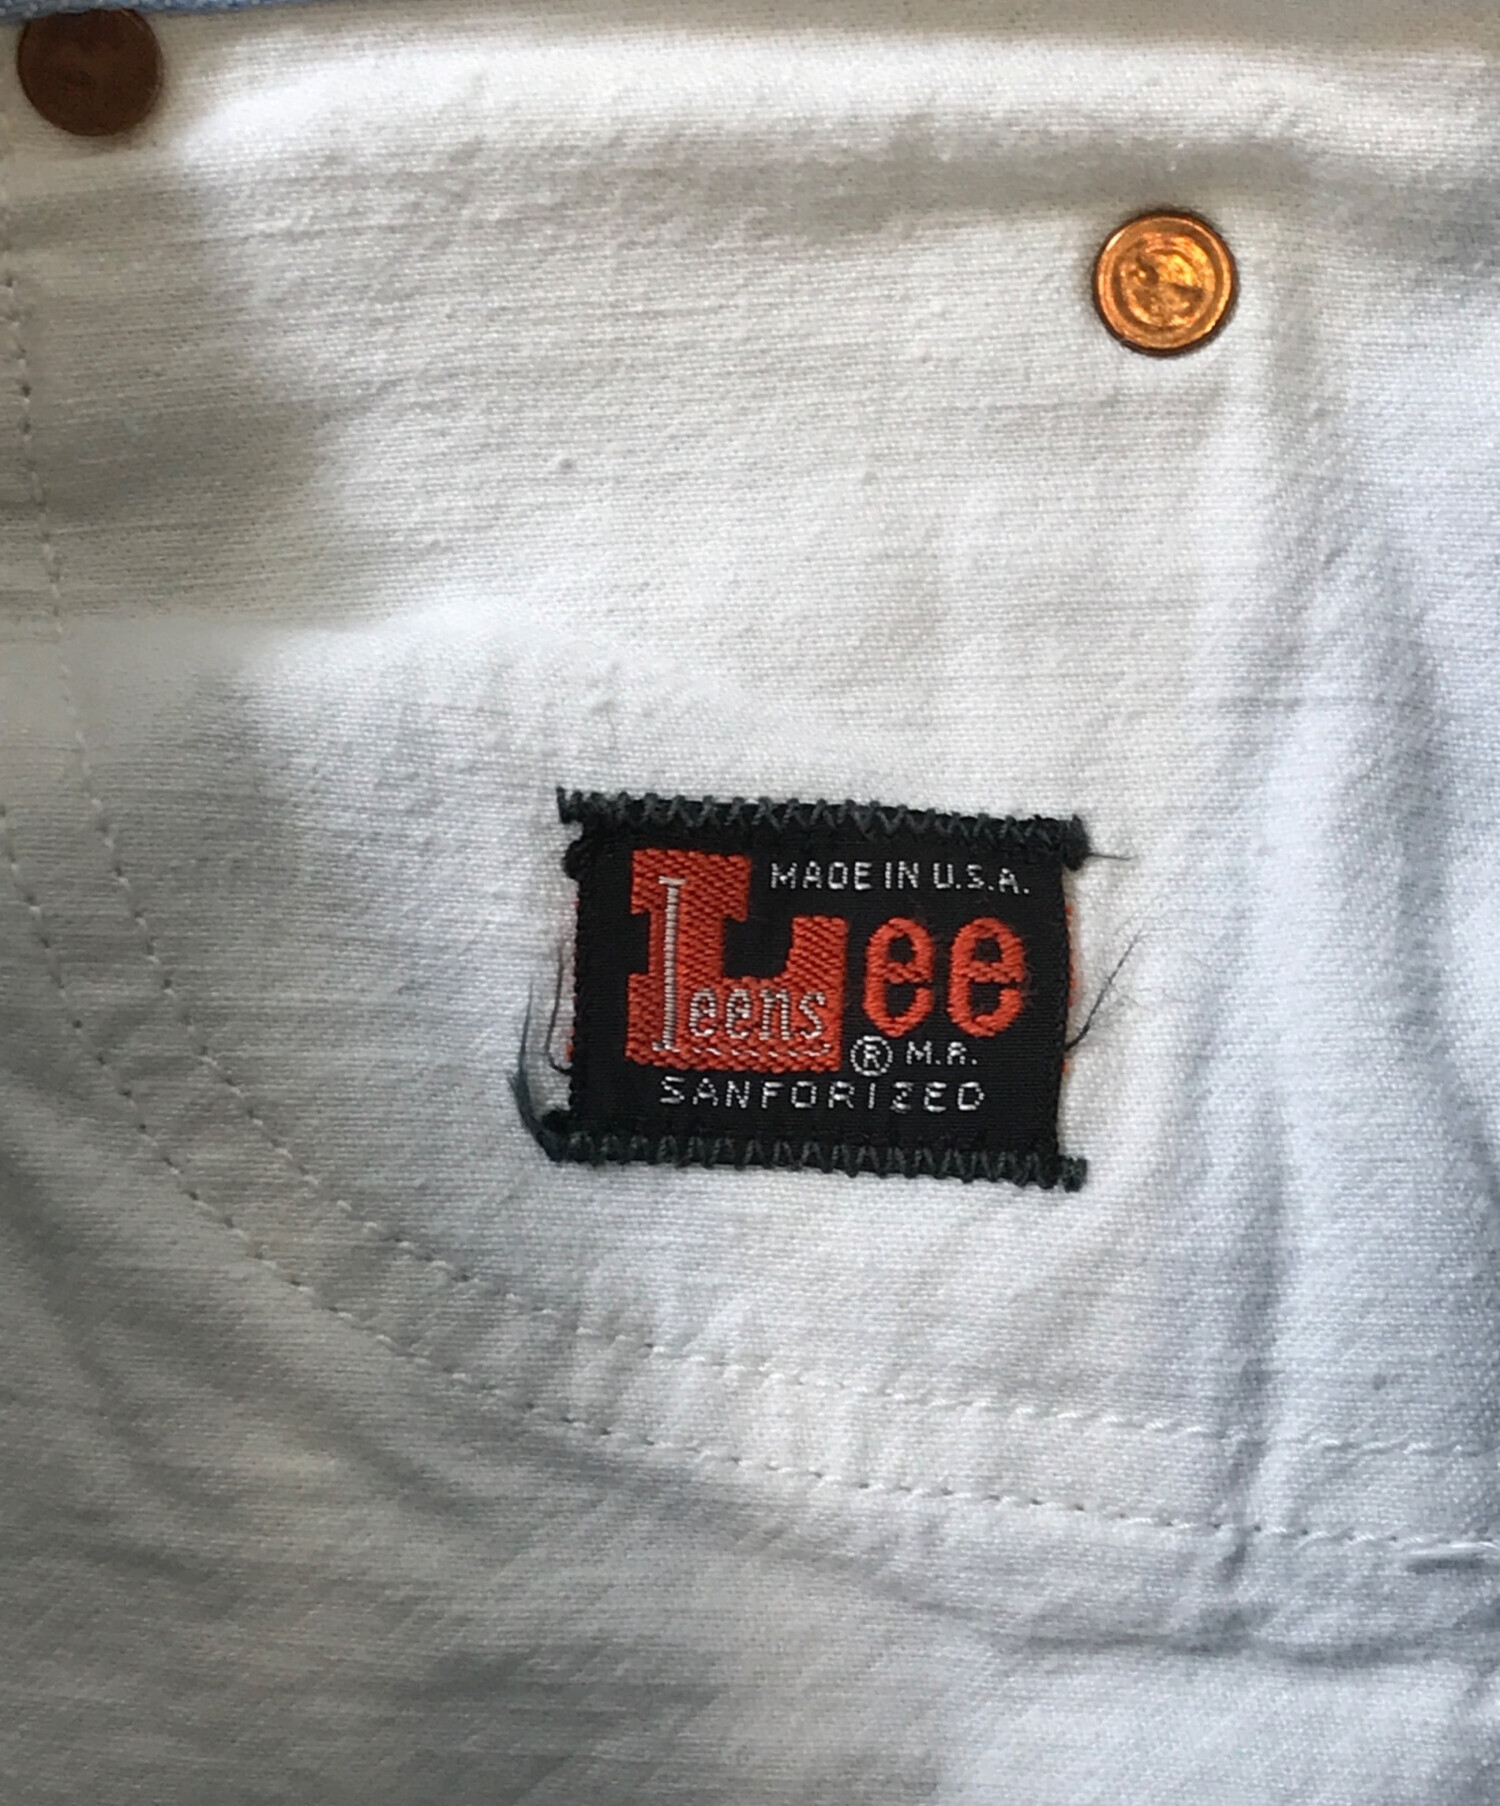 MADE IN U.S.A.
Lee
Leens
® M.R.
SANFORIZED